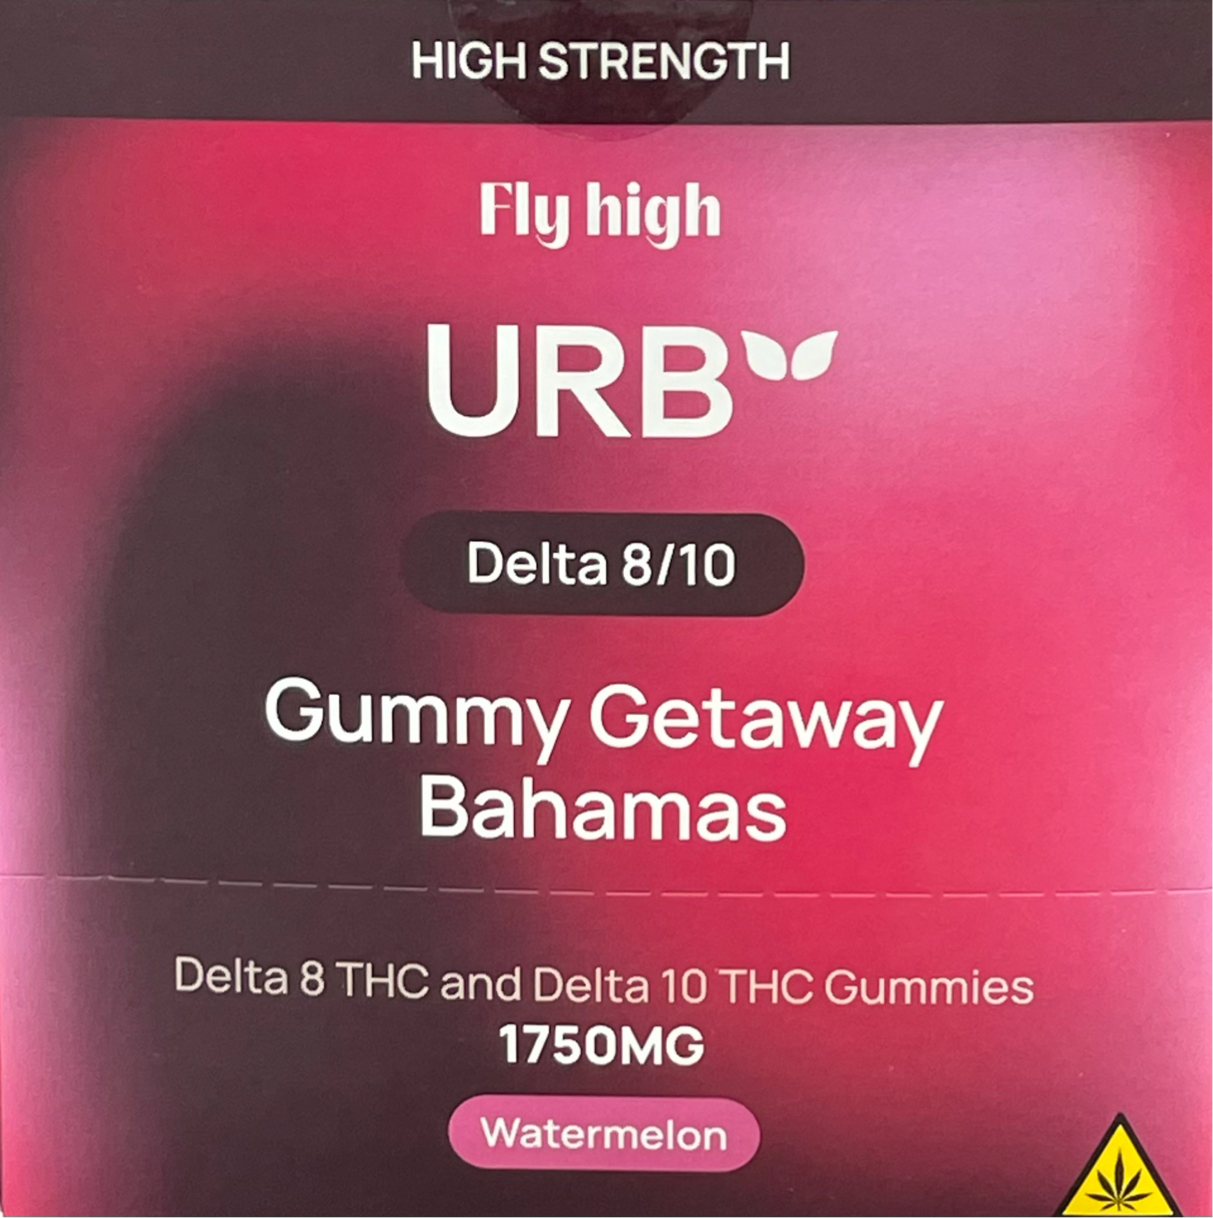 HIGH STRENGTH
Fly high
URB
Delta 8/10
Gummy Getaway
Bahamas
Delta 8 THC and Delta 10 THC Gummies
1750MG
Watermelon